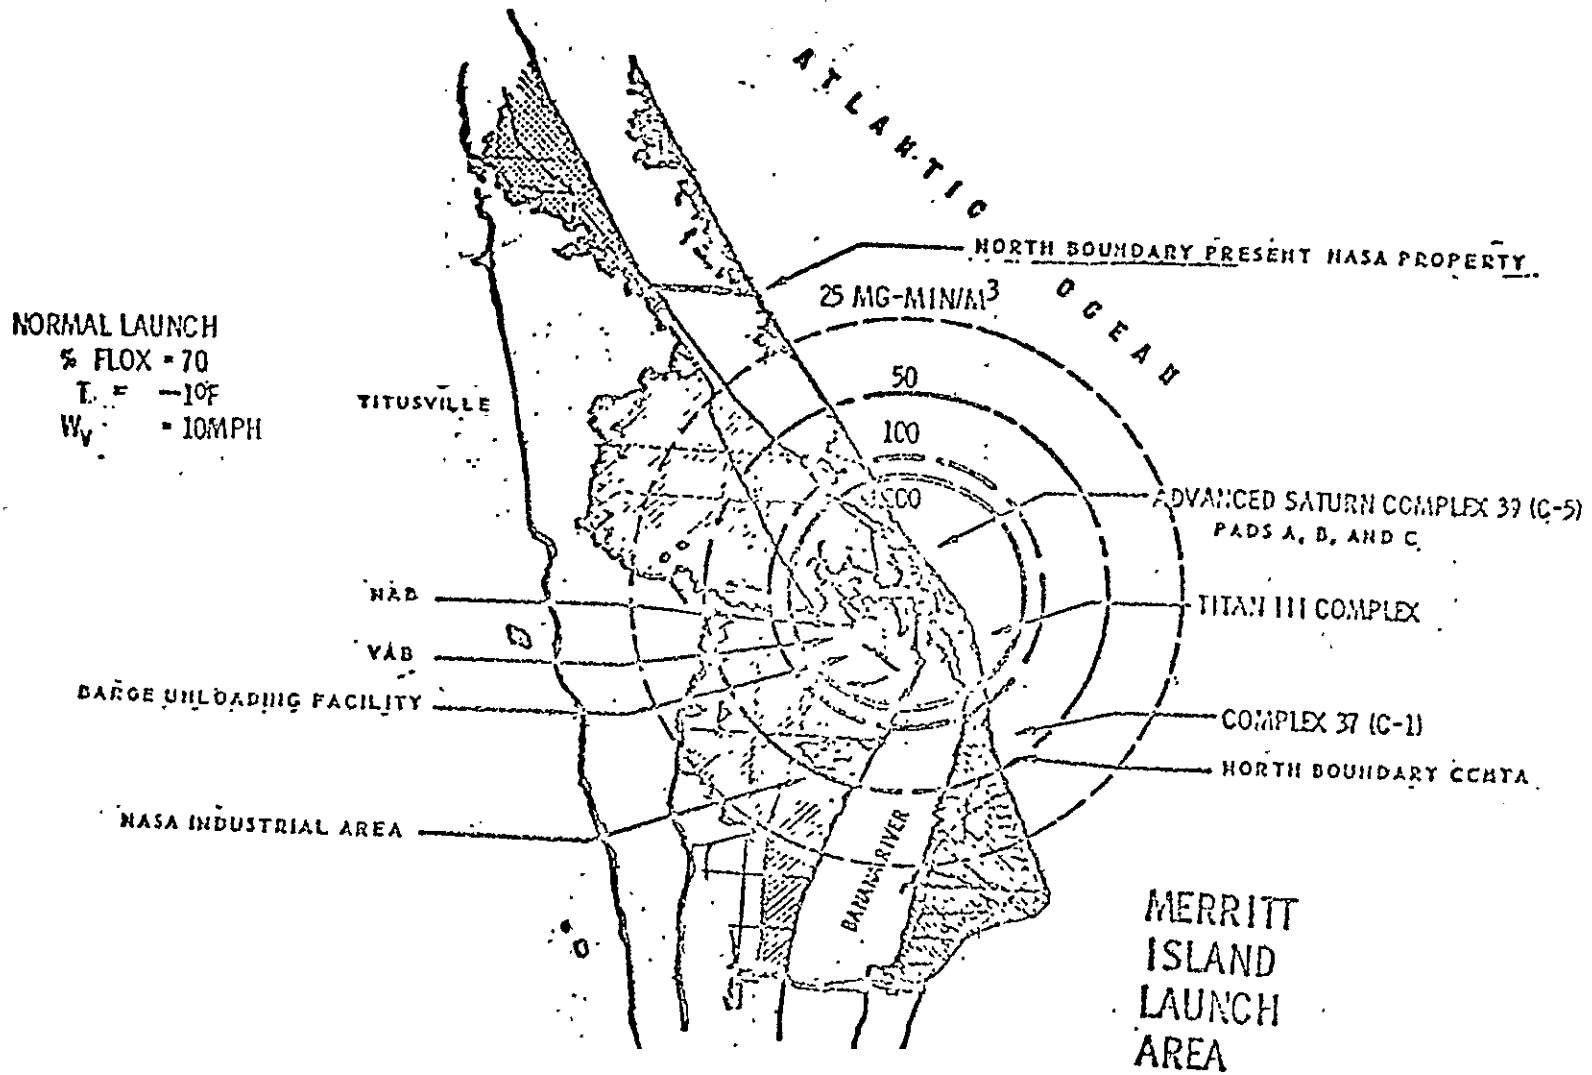 ATLANTIC
OCEAN
NORTH BOUNDARY PRESENT NASA PROPERTY
25 MG-MIN/M³
NORMAL LAUNCH
% FLOX = 70
T = -10°F
Wv = 10MPH
50
TITUSVILLE
100
ADVANCED SATURN COMPLEX 39 (C-5)
PADS A, B, AND C
NAB
TITAN III COMPLEX
VAB
BARGE UNLOADING FACILITY
COMPLEX 37 (C-1)
NORTH BOUNDARY CCMTA
NASA INDUSTRIAL AREA
BANANA RIVER
MERRITT
ISLAND
LAUNCH
AREA